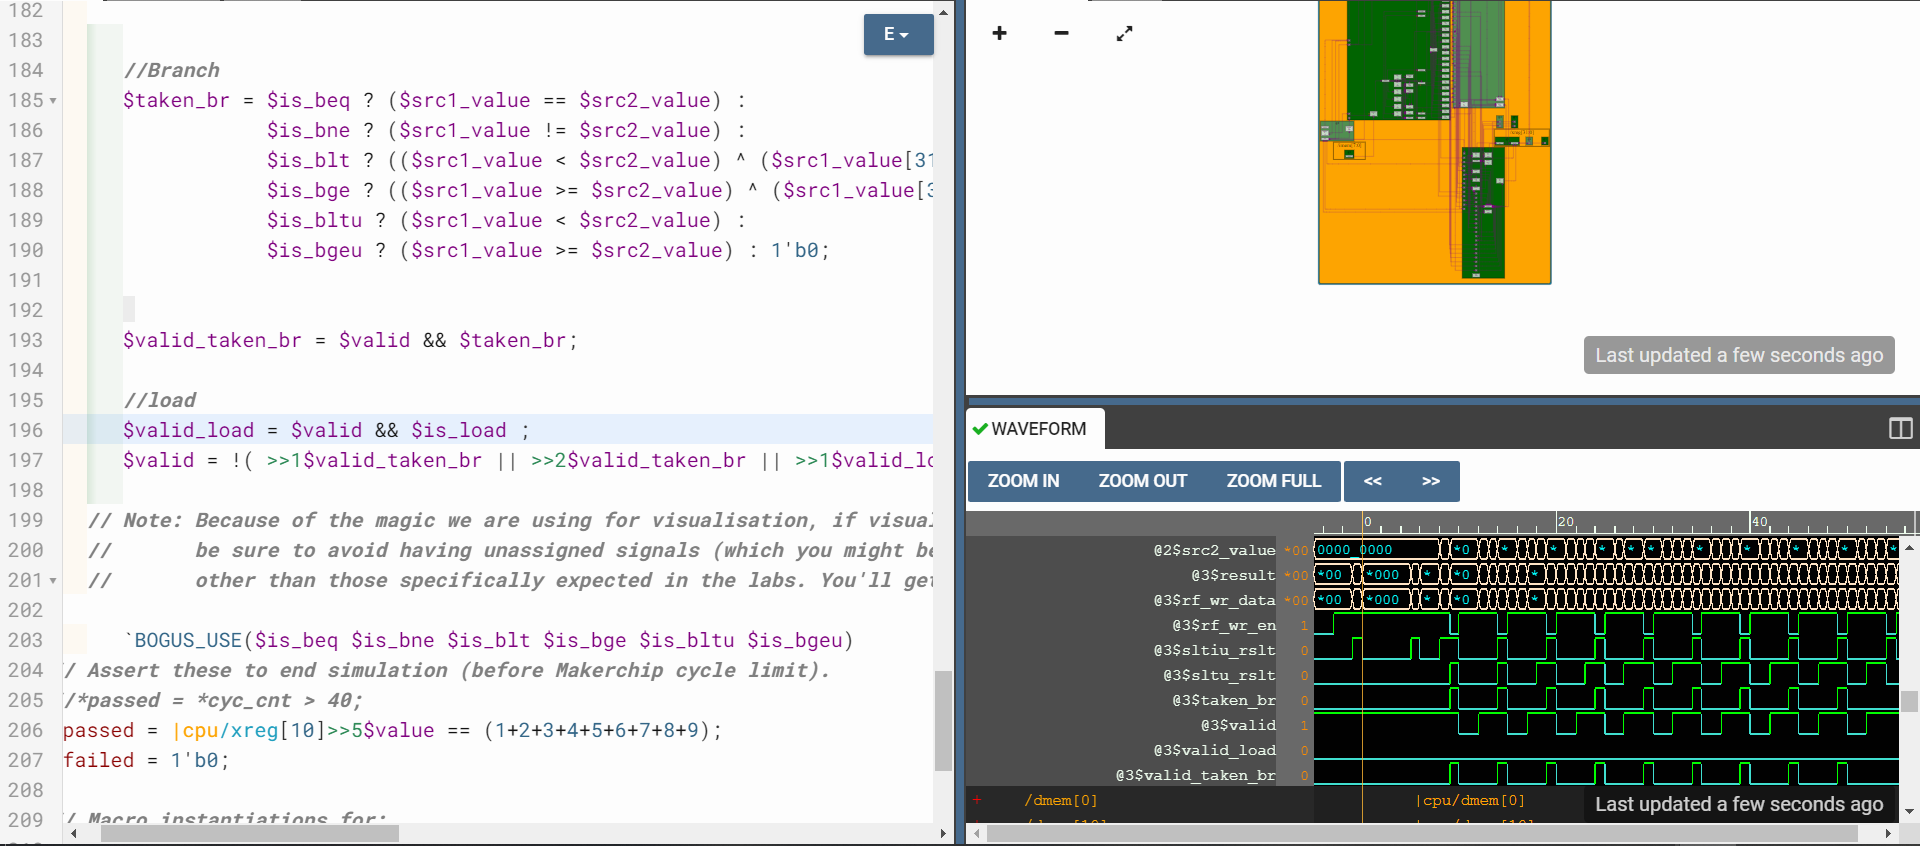 182
183
184 //Branch
185 $taken_br = $is_beq ? ($src1_value == $src2_value) :
186 $is_bne ? ($src1_value != $src2_value) :
187 $is_blt ? (($src1_value < $src2_value) ^ ($src1_value[31
188 $is_bge ? (($src1_value >= $src2_value) ^ ($src1_value[3
189 $is_bltu ? ($src1_value < $src2_value) :
190 $is_bgeu ? ($src1_value >= $src2_value) : 1'b0;
191
192
193 $valid_taken_br = $valid && $taken_br;
194
195 //load
196 $valid_load = $valid && $is_load ;
197 $valid = !( >>1$valid_taken_br || >>2$valid_taken_br || >>1$valid_lo
198
199 // Note: Because of the magic we are using for visualisation, if visual
200 // be sure to avoid having unassigned signals (which you might be
201 // other than those specifically expected in the labs. You'll get
202
203 `BOGUS_USE($is_beq $is_bne $is_blt $is_bge $is_bltu $is_bgeu)
204 / Assert these to end simulation (before Makerchip cycle limit).
205 /*passed = *cyc_cnt > 40;
206 passed = |cpu/xreg[10]>>5$value == (1+2+3+4+5+6+7+8+9);
207 failed = 1'b0;
208
209 / Macro instantiations for:
E
+ −
Last updated a few seconds ago
WAVEFORM
ZOOM IN ZOOM OUT ZOOM FULL << >>
0 20 40
@2$src2_value *00 0000_0000 *0 * * * * * * * * *
@3$result *00 *00 *000 * *0 *
@3$rf_wr_data *00 *00 *000 * *0 *
@3$rf_wr_en 1
@3$sltiu_rslt 0
@3$sltu_rslt 0
@3$taken_br 0
@3$valid 1
@3$valid_load 0
@3$valid_taken_br 0
+ /dmem[0] |cpu/dmem[0]
Last updated a few seconds ago